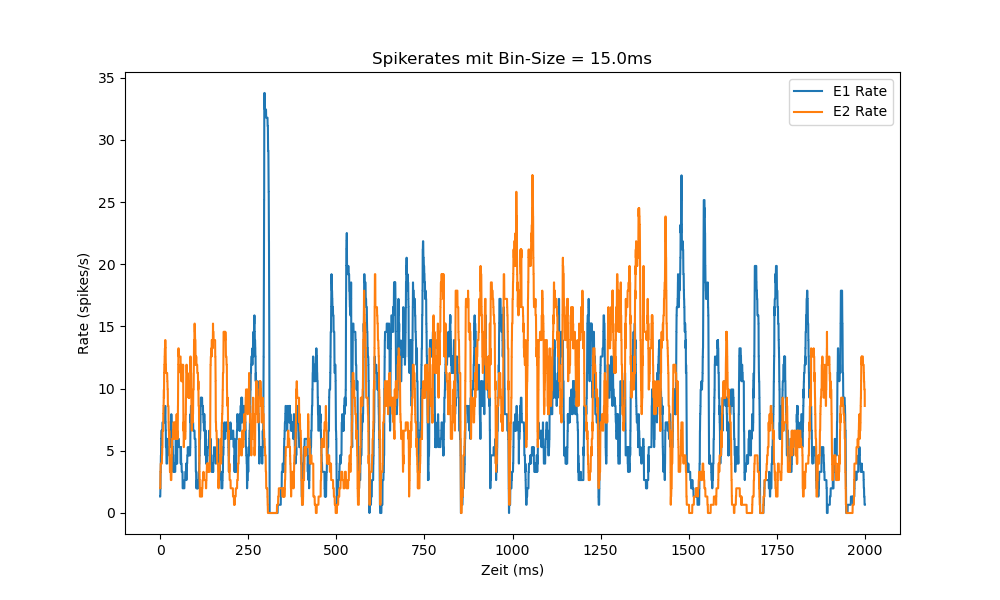 Spikerates mit Bin-Size = 15.0ms
E1 Rate
E2 Rate
Rate (spikes/s)
35
30
25
20
15
10
5
0
0 250 500 750 1000 1250 1500 1750 2000
Zeit (ms)